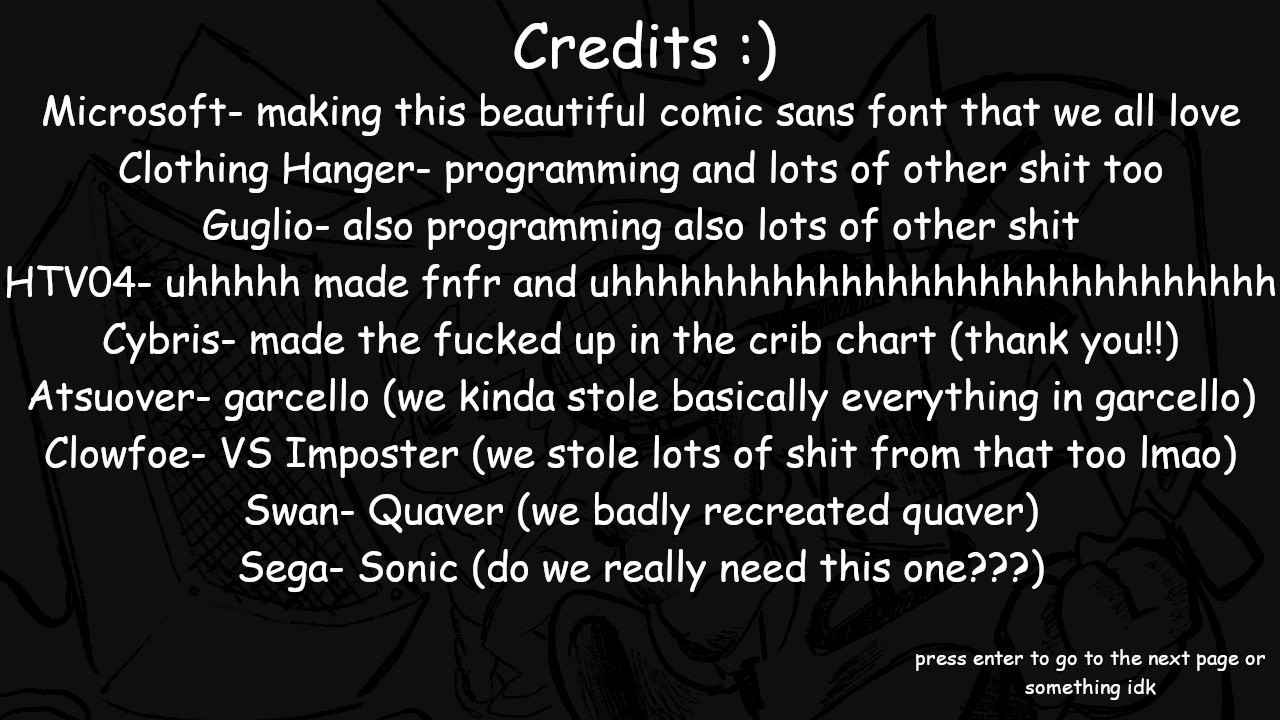 Credits :)
Microsoft- making this beautiful comic sans font that we all love
Clothing Hanger- programming and lots of other shit too
Guglio- also programming also lots of other shit
HTV04- uhhhhh made fnfr and uhhhhhhhhhhhhhhhhhhhhhhhhhhhhh
Cybris- made the fucked up in the crib chart (thank you!!)
Atsuover- garcello (we kinda stole basically everything in garcello)
Clowfoe- VS Imposter (we stole lots of shit from that too lmao)
Swan- Quaver (we badly recreated quaver)
Sega- Sonic (do we really need this one???)
press enter to go to the next page or
something idk